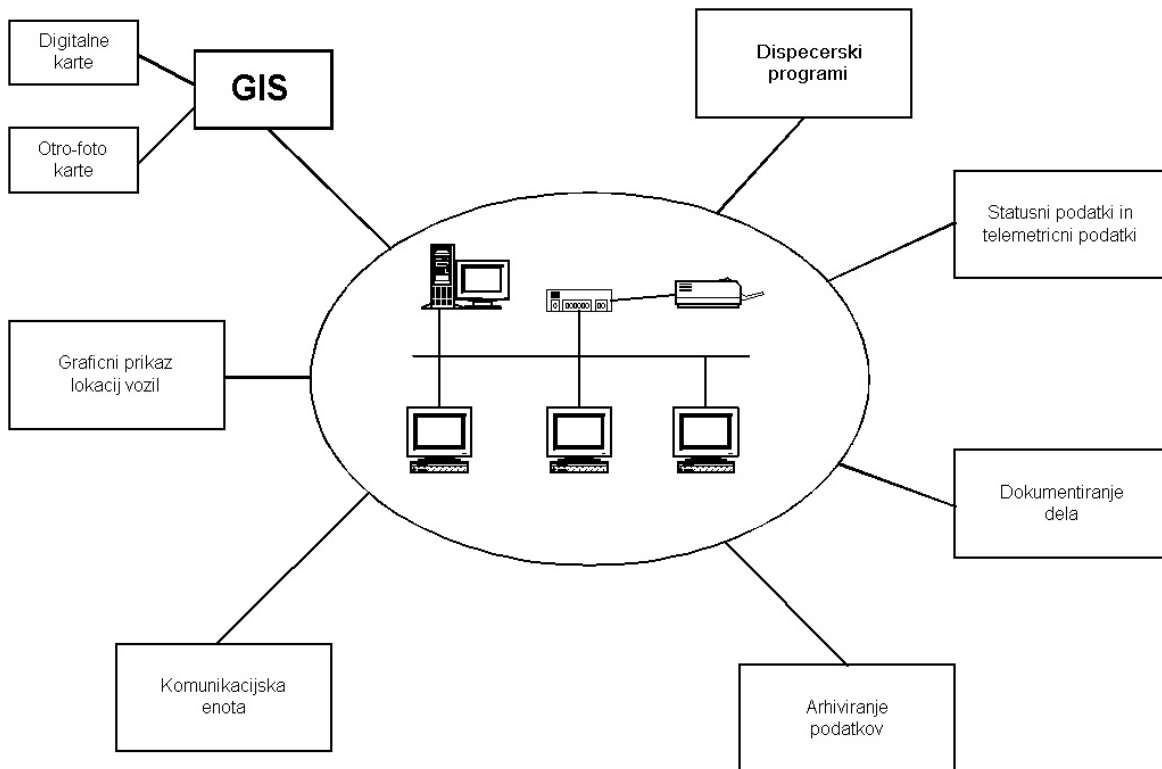 Digitalne
karte
GIS
Otro-foto
karte
Dispecerski
programi
Statusni podatki in
telemetricni podatki
Graficni prikaz
lokacij vozil
Dokumentiranje
dela
Komunikacijska
enota
Arhiviranje
podatkov